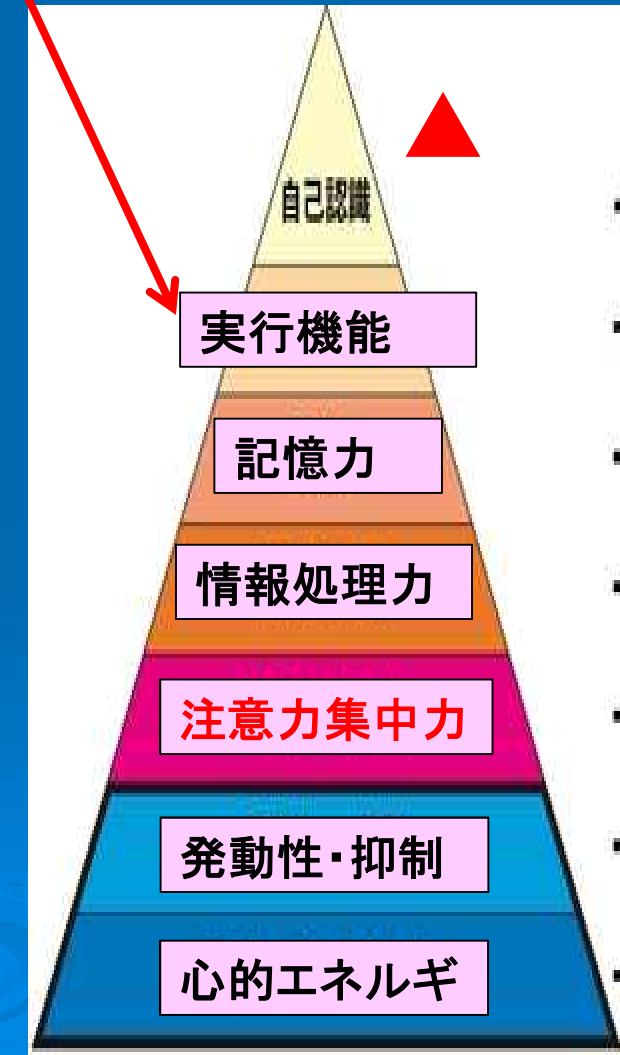 自己認識
実行機能
記憶力
情報処理力
注意力集中力
発動性・抑制
心的エネルギ